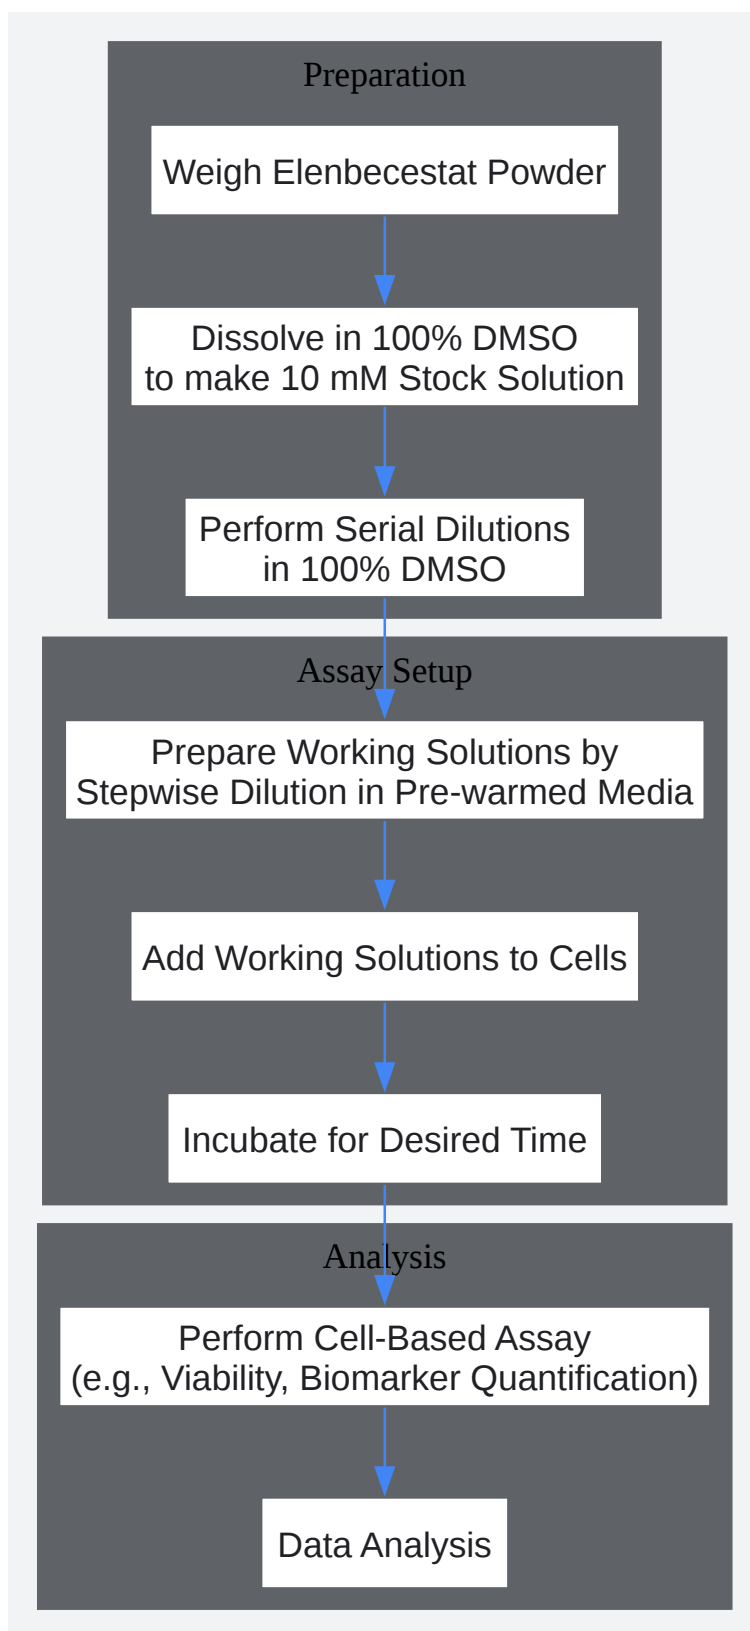 Preparation
Weigh Elenbecestat Powder
Dissolve in 100% DMSO
to make 10 mM Stock Solution
Perform Serial Dilutions
in 100% DMSO
Assay Setup
Prepare Working Solutions by
Stepwise Dilution in Pre-warmed Media
Add Working Solutions to Cells
Incubate for Desired Time
Analysis
Perform Cell-Based Assay
(e.g., Viability, Biomarker Quantification)
Data Analysis